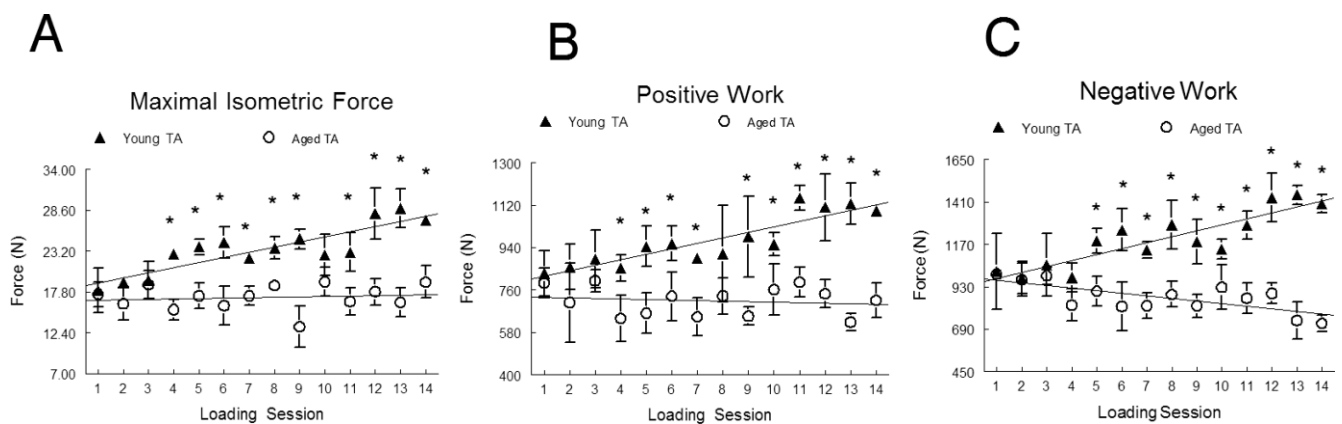 A
Maximal Isometric Force
Young TA
Aged TA
* * * * * * * * * *
34.00
28.60
23.20
17.80
12.40
7.00
Force (N)
1 2 3 4 5 6 7 8 9 10 11 12 13 14
Loading Session
B
Positive Work
Young TA
Aged TA
* * * * * * * * * *
1300
1120
940
760
580
400
Force (N)
1 2 3 4 5 6 7 8 9 10 11 12 13 14
Loading Session
C
Negative Work
Young TA
Aged TA
* * * * * * * * * *
1650
1410
1170
930
690
450
Force (N)
1 2 3 4 5 6 7 8 9 10 11 12 13 14
Loading Session